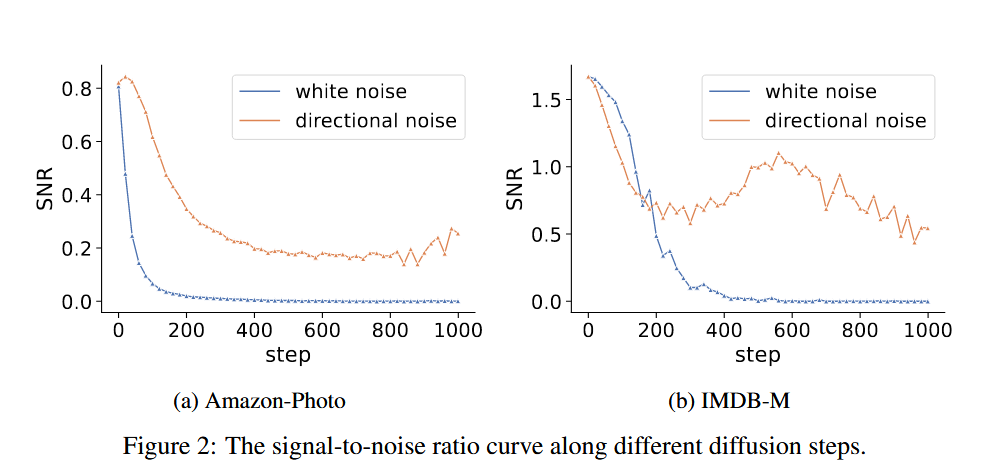 white noise
directional noise
SNR
0.8
0.6
0.4
0.2
0.0
0 200 400 600 800 1000
step
(a) Amazon-Photo
white noise
directional noise
SNR
1.5
1.0
0.5
0.0
0 200 400 600 800 1000
step
(b) IMDB-M
Figure 2: The signal-to-noise ratio curve along different diffusion steps.